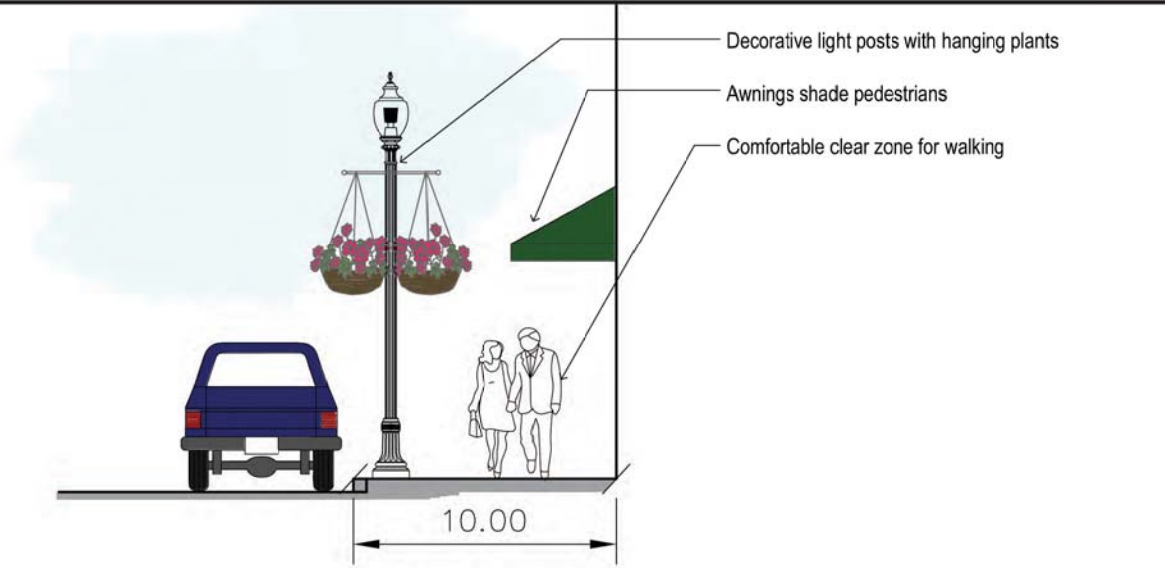 Decorative light posts with hanging plants
Awnings shade pedestrians
Comfortable clear zone for walking
10.00